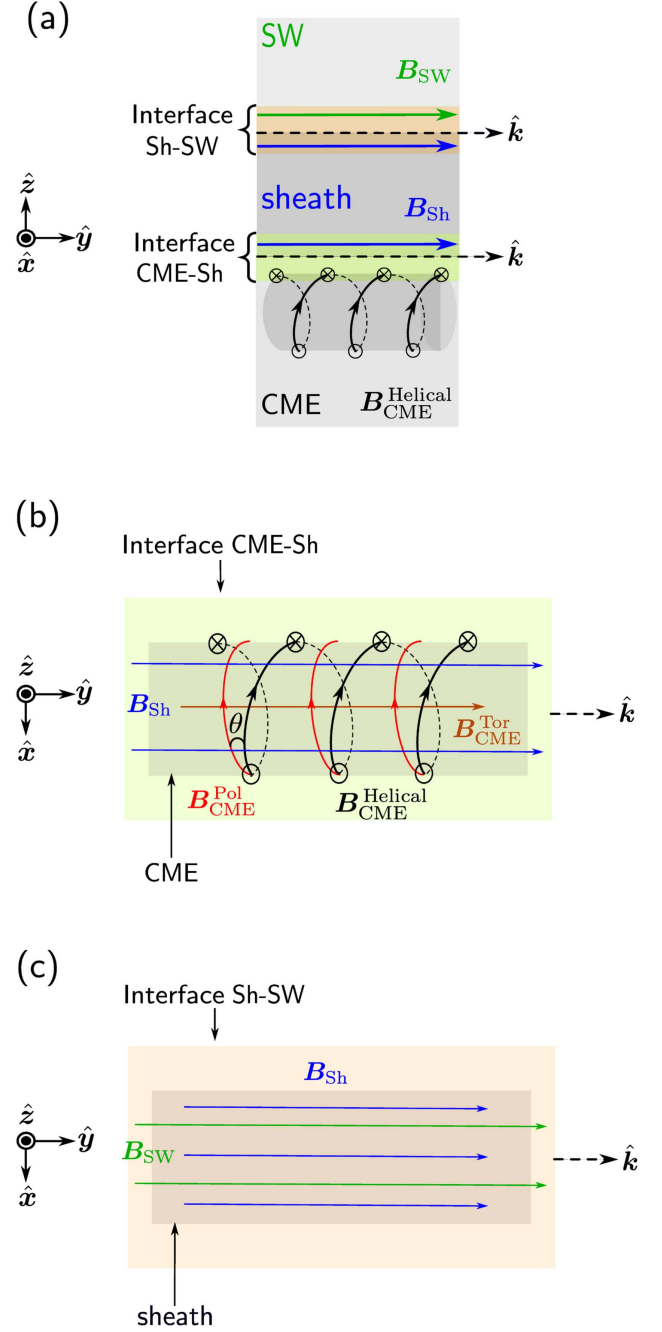 (a)
SW
B_SW
Interface
Sh-SW
k̂
ẑ
ŷ
x̂
sheath
B_Sh
Interface
CME-Sh
k̂
CME
B_CME^Helical
(b)
Interface CME-Sh
ẑ
ŷ
x̂
B_Sh
θ
B_CME^Tor
k̂
B_CME^Pol
B_CME^Helical
CME
(c)
Interface Sh-SW
B_Sh
ẑ
ŷ
x̂
B_SW
k̂
sheath